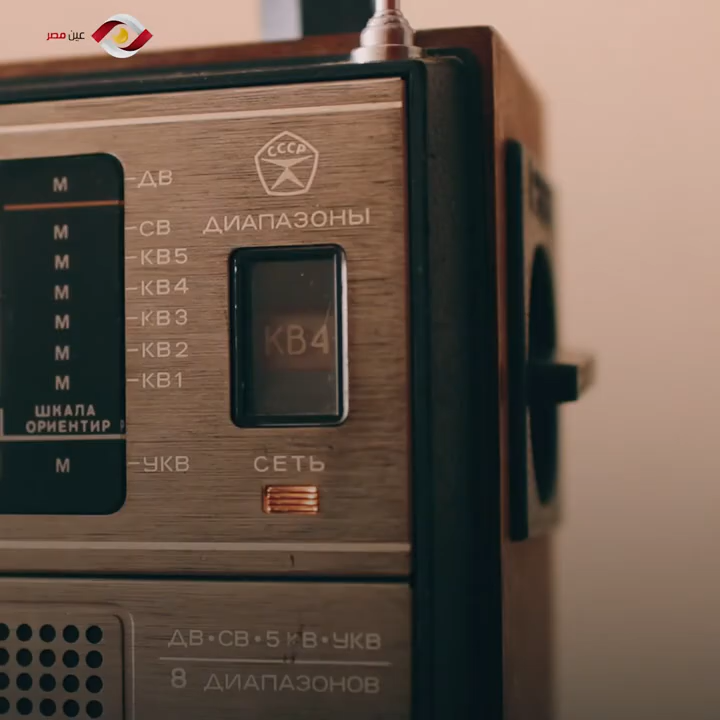 عين مصر
СССР
М ДВ
ДИАПАЗОНЫ
М СВ
М КВ5
М КВ4
М КВ3
М КВ2
М КВ1
КВ4
ШКАЛА
ОРИЕНТИР
М УКВ
СЕТЬ
ДВ•СВ•5 КВ•УКВ
8 ДИАПАЗОНОВ